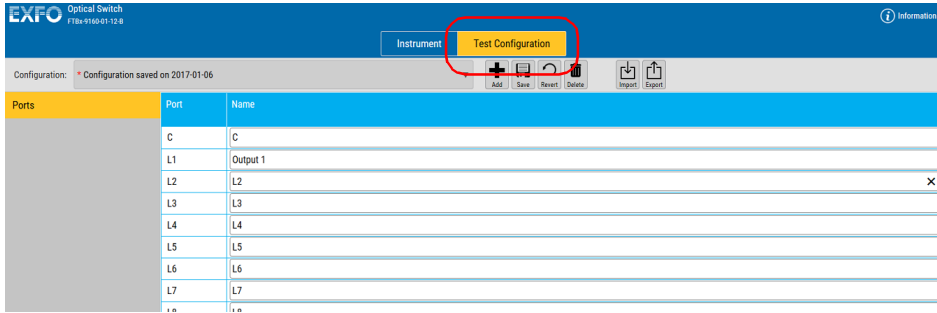 EXFO Optical Switch
FTBx-9160-01-12-B
Information
Instrument Test Configuration
Configuration: * Configuration saved on 2017-01-06
Add Save Revert Delete Import Export
Ports Port Name
C C
L1 Output 1
L2 L2
L3 L3
L4 L4
L5 L5
L6 L6
L7 L7
L8 L8